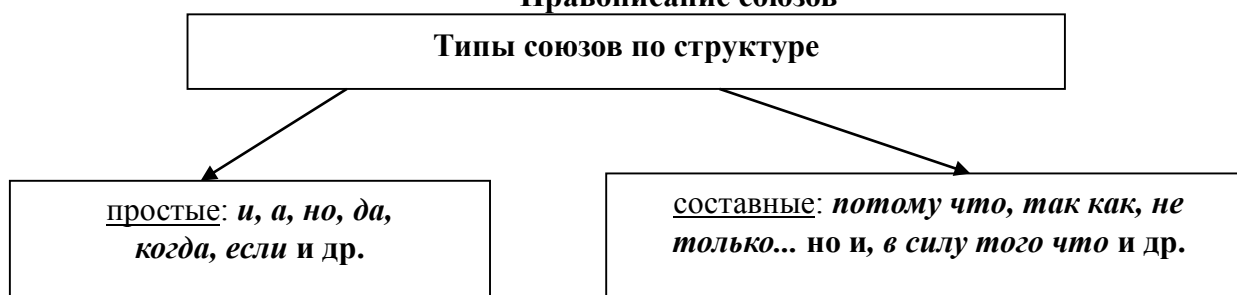 Правописание союзов
Типы союзов по структуре
простые: и, а, но, да,
когда, если и др.
составные: потому что, так как, не
только... но и, в силу того что и др.